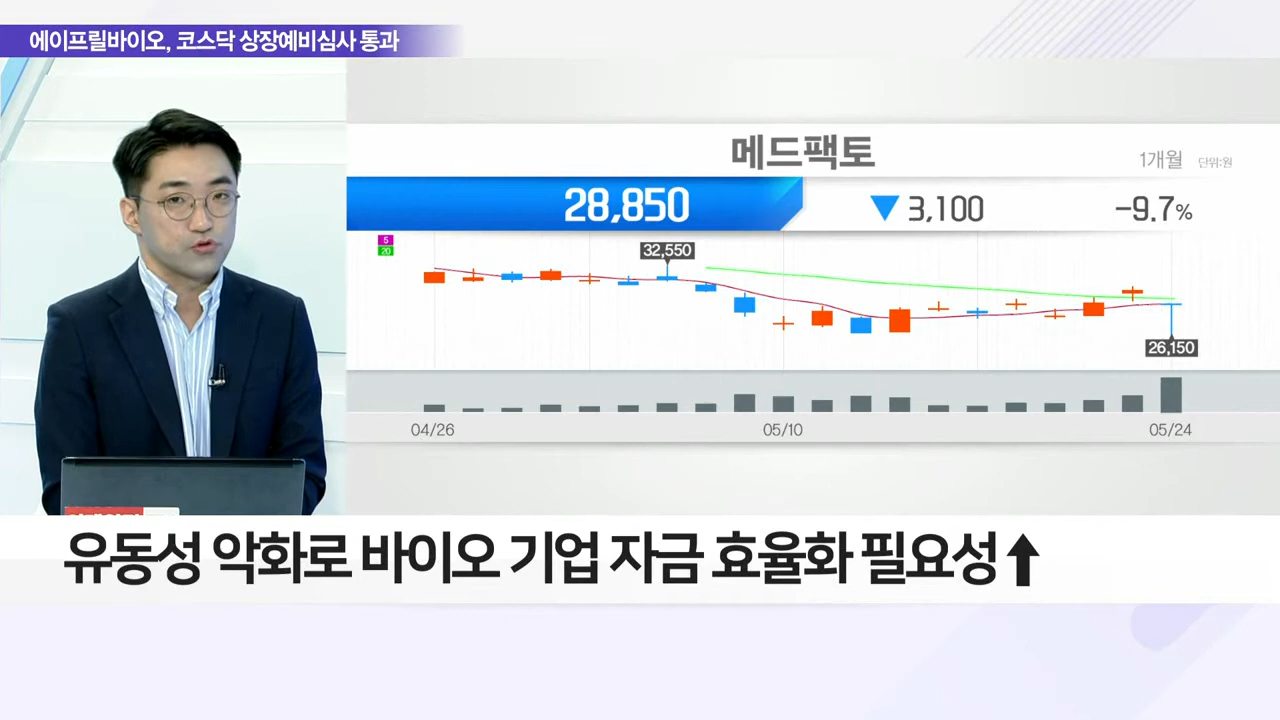 에이프릴바이오, 코스닥 상장예비심사 통과
메드팩토
1개월 단위:원
28,850 ▼ 3,100 -9.7%
5
20
32,550
26,150
04/26 05/10 05/24
유동성 악화로 바이오 기업 자금 효율화 필요성⬆